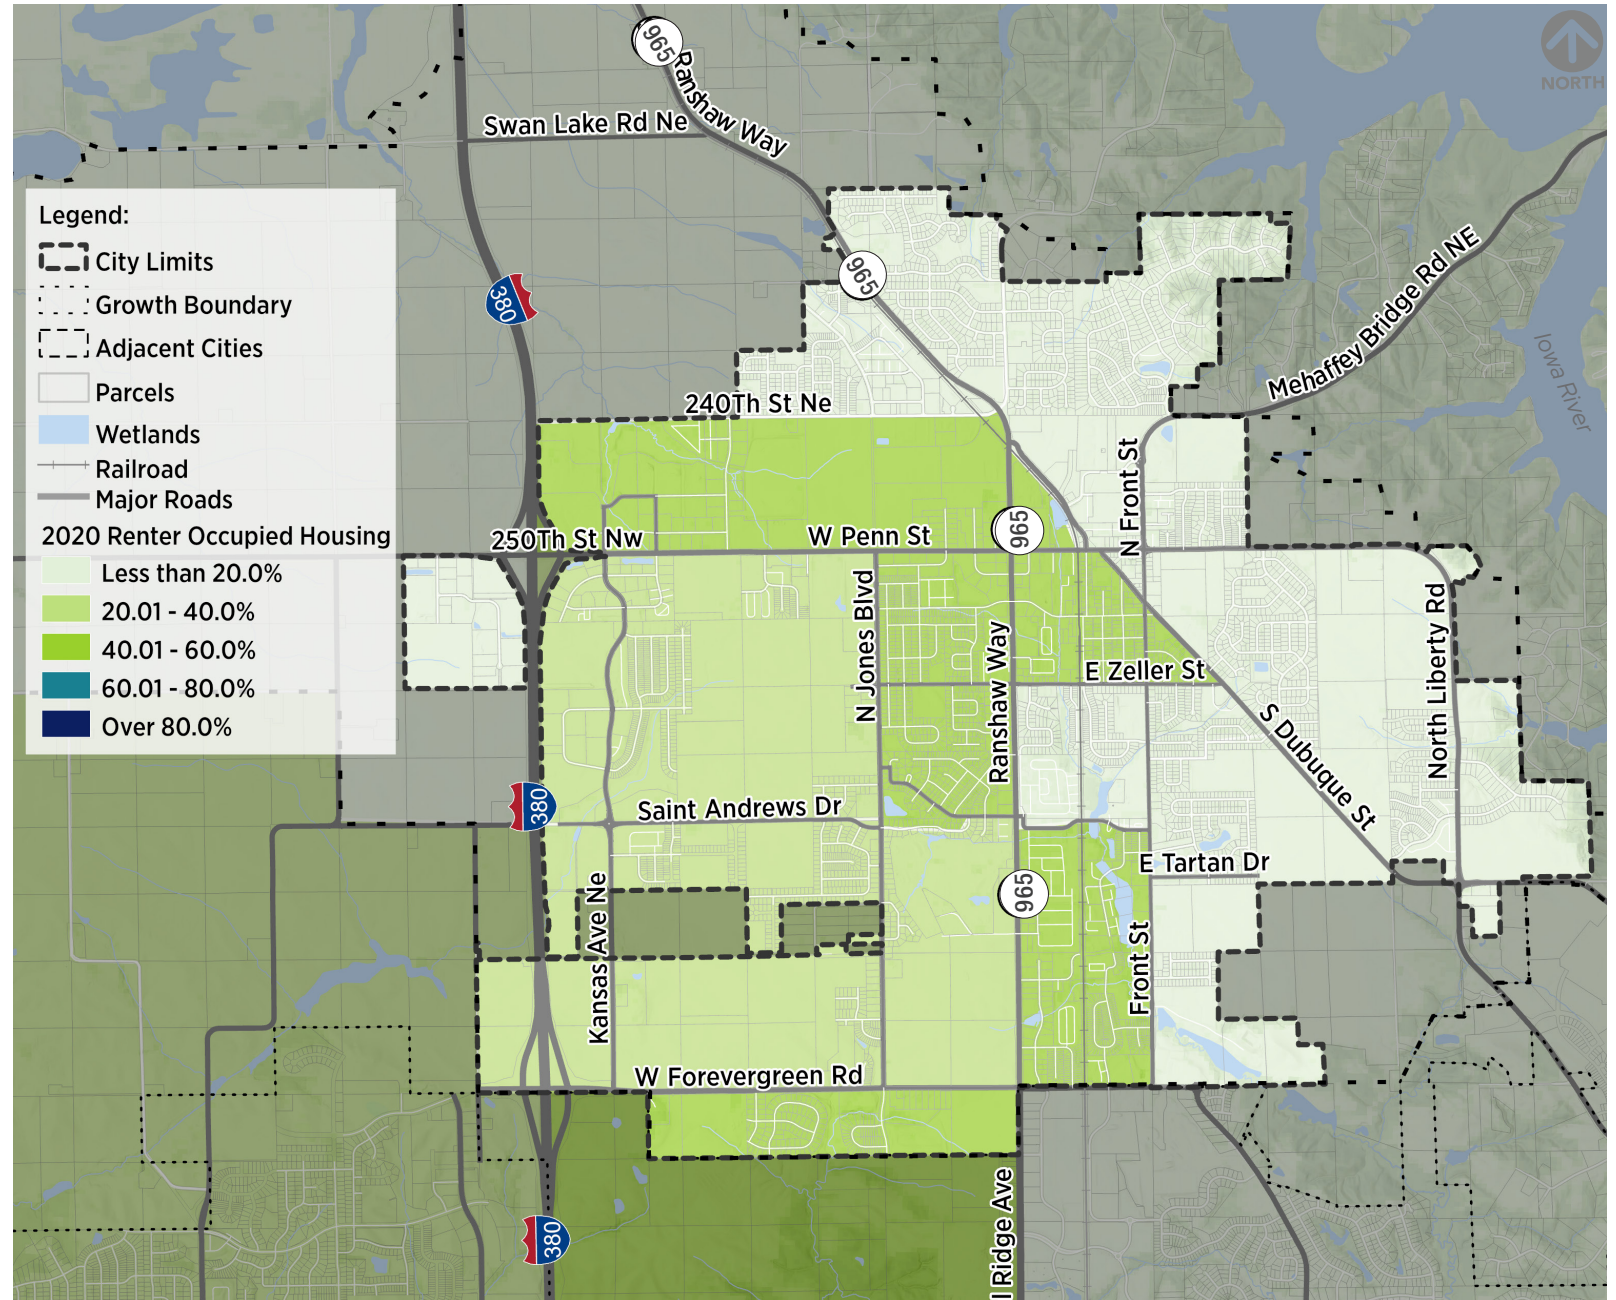 965
Ranshaw Way
NORTH
Swan Lake Rd Ne
Legend:
City Limits
Growth Boundary
Adjacent Cities
Parcels
Wetlands
Railroad
Major Roads
2020 Renter Occupied Housing
Less than 20.0%
20.01 - 40.0%
40.01 - 60.0%
60.01 - 80.0%
Over 80.0%
380
965
Mehaffey Bridge Rd NE
Iowa River
240Th St Ne
N Front St
250Th St Nw
W Penn St
965
N Jones Blvd
Ranshaw Way
E Zeller St
North Liberty Rd
S Dubuque St
380
Saint Andrews Dr
E Tartan Dr
965
Kansas Ave Ne
Front St
W Forevergreen Rd
380
l Ridge Ave